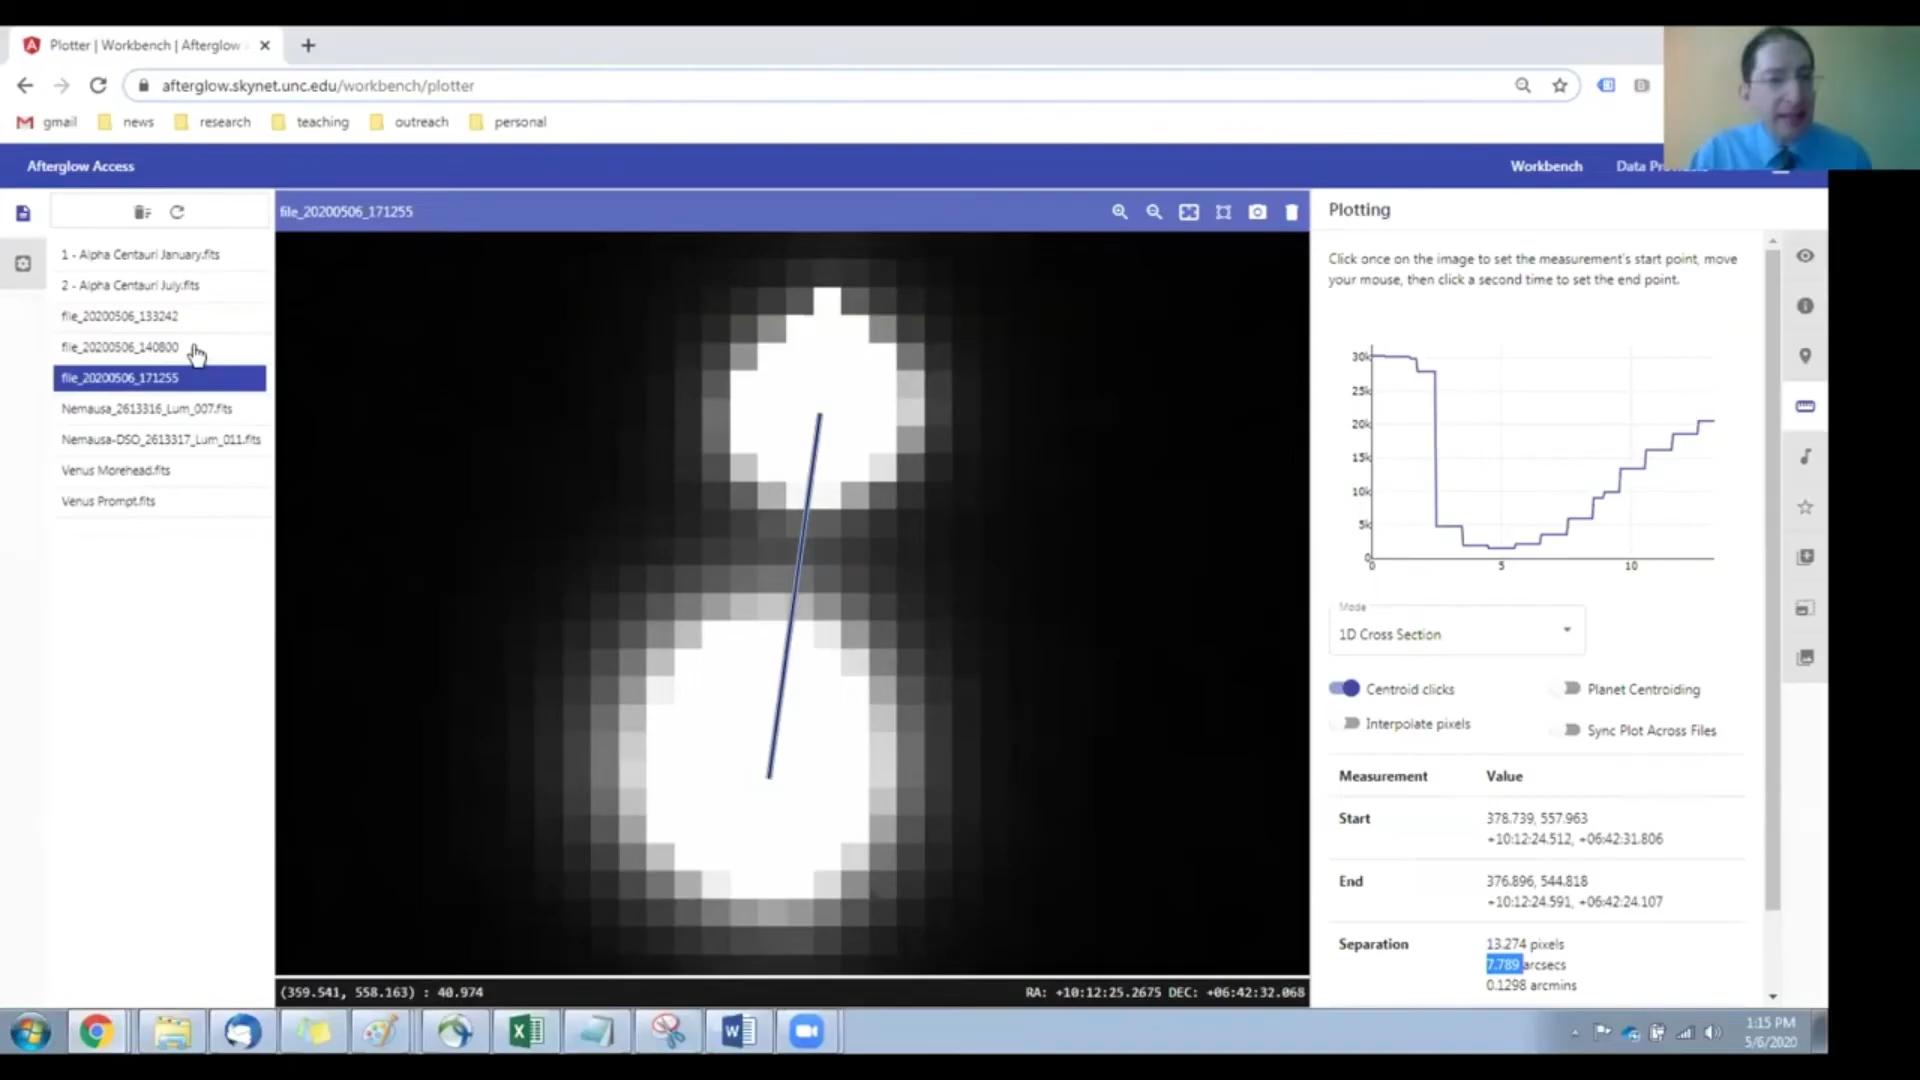 Plotter | Workbench | Afterglow
afterglow.skynet.unc.edu/workbench/plotter
gmail
news
research
teaching
outreach
personal
Afterglow Access
Workbench
Data
file_20200506_171255
1 - Alpha Centauri January.fits
2 - Alpha Centauri July.fits
file_20200506_133242
file_20200506_140800
file_20200506_171255
Nemausa_2613316_Lum_007.fits
Nemausa-DSO_2613317_Lum_011.fits
Venus Morehead.fits
Venus Prompt.fits
(359.541, 558.163) : 40.974
RA: +10:12:25.2675 DEC: +06:42:32.068
Plotting
Click once on the image to set the measurement's start point, move
your mouse, then click a second time to set the end point.
30k
25k
20k
15k
10k
5k
0
0 5 10
Mode
1D Cross Section
Centroid clicks
Planet Centroiding
Interpolate pixels
Sync Plot Across Files
Measurement Value
Start 378.739, 557.963
+10:12:24.512, +06:42:31.806
End 376.896, 544.818
+10:12:24.591, +06:42:24.107
Separation 13.274 pixels
7.789 arcsecs
0.1298 arcmins
1:15 PM
5/6/2020